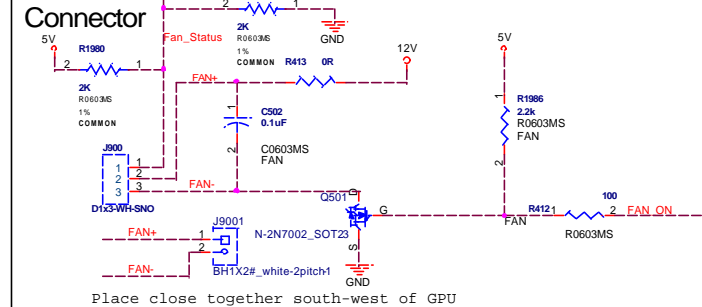 Connector
2
1
5V
R1980
2
1
2K
R0603MS
1%
COMMON
Fan_Status
2K
R0603MS
1%
COMMON
GND
R413 0R
12V
5V
FAN+
1
C502
0.1uF
2
C0603MS
FAN
1
R1986
2.2k
R0603MS
FAN
2
J900
1 1
2 2
3 3
D1x3-WH-SNO
FAN-
Q501
D
G
S
N-2N7002_SOT23
GND
FAN
R412
1
100
2
FAN_ON
R0603MS
J9001
FAN+
1
2
FAN-
BH1X2#_white-2pitch1
Place close together south-west of GPU